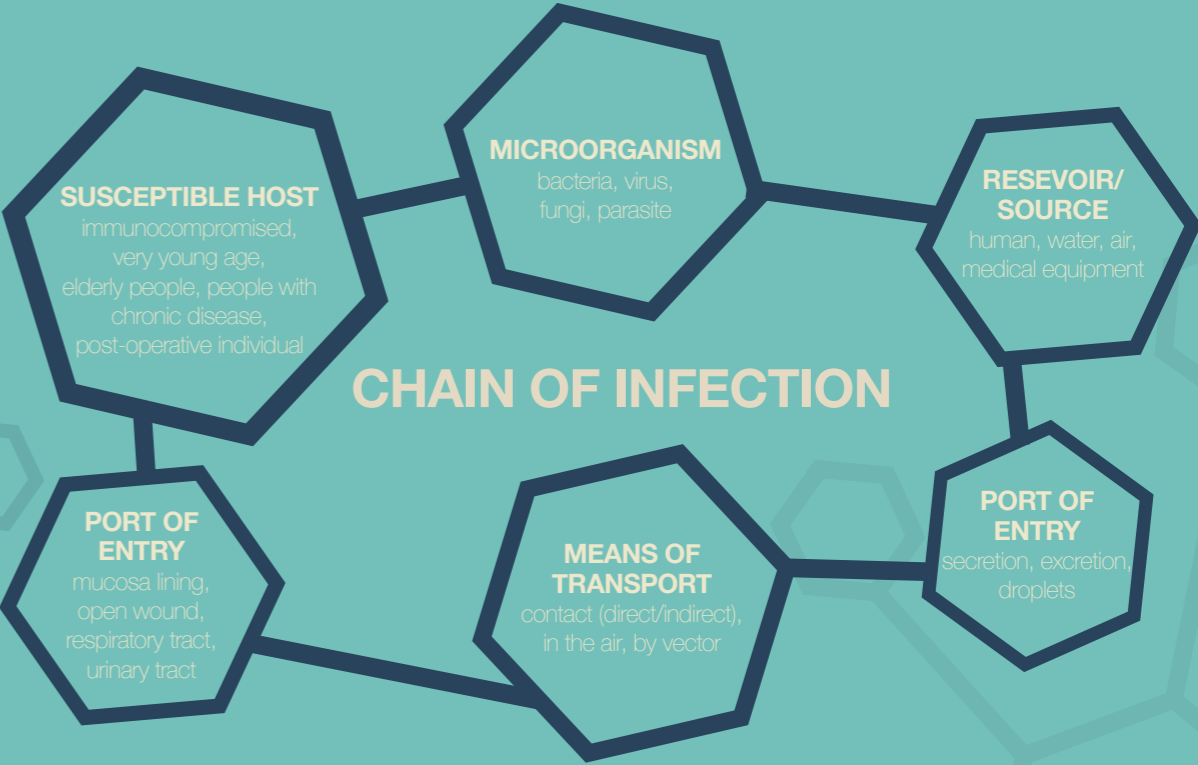 CHAIN OF INFECTION
MICROORGANISM
bacteria, virus,
fungi, parasite
RESEVOIR/
SOURCE
human, water, air,
medical equipment
PORT OF
ENTRY
secretion, excretion,
droplets
MEANS OF
TRANSPORT
contact (direct/indirect),
in the air, by vector
PORT OF
ENTRY
mucosa lining,
open wound,
respiratory tract,
urinary tract
SUSCEPTIBLE HOST
immunocompromised,
very young age,
elderly people, people with
chronic disease,
post-operative individual